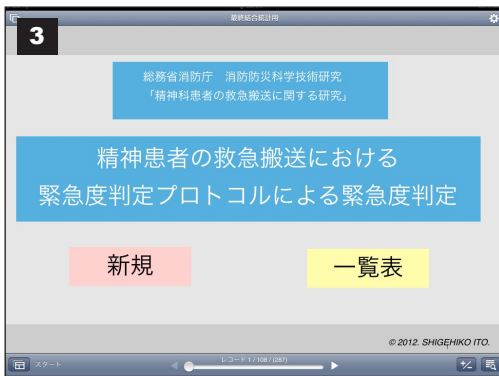 最終結合統計用
3
総務省消防庁 消防防災科学技術研究
「精神科患者の救急搬送に関する研究」
精神患者の救急搬送における
緊急度判定プロトコルによる緊急度判定
新規
一覧表
© 2012. SHIGEHIKO ITO.
スタート
レコード 1 / 108 / (287)